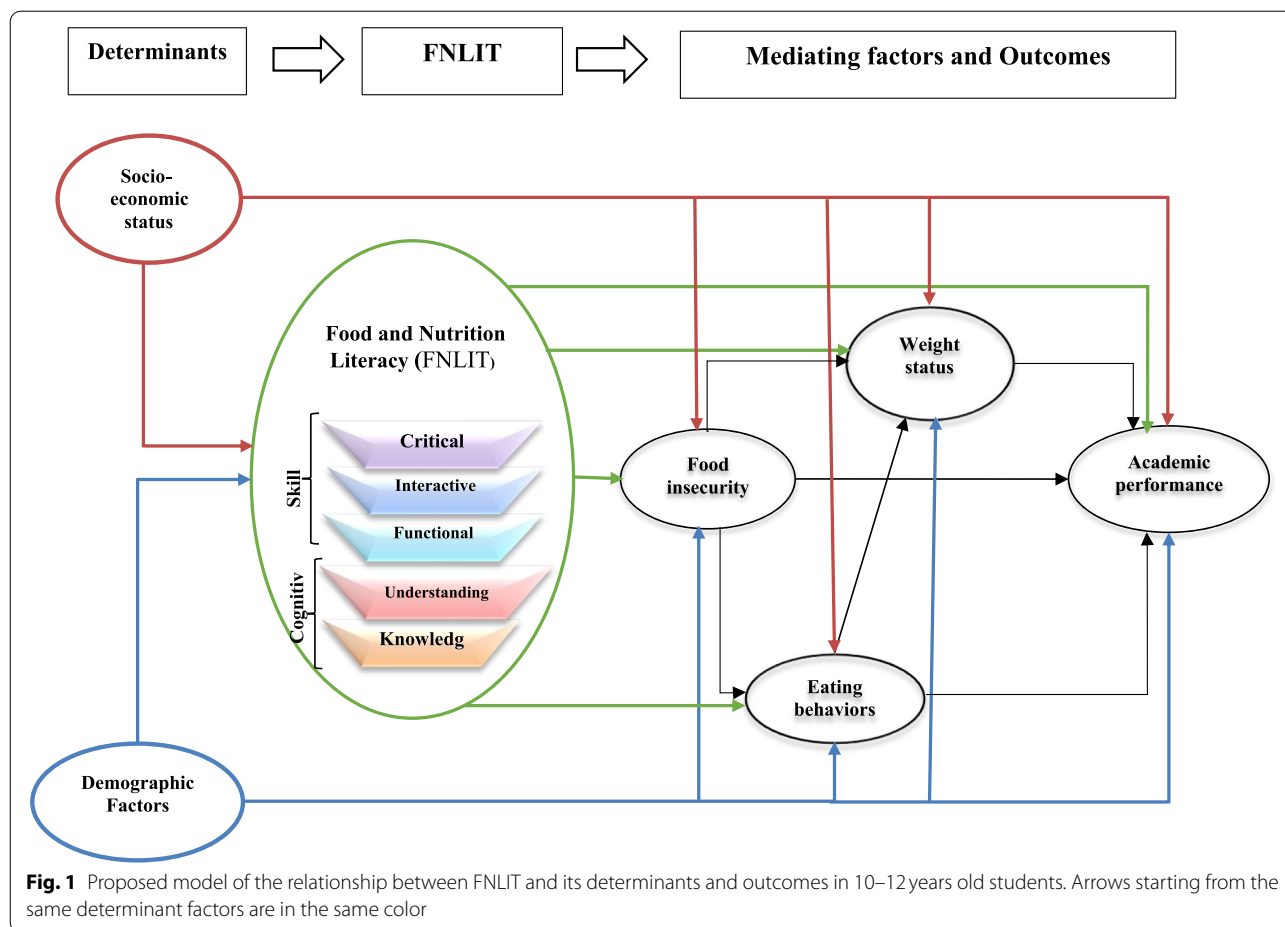 Determinants
FNLIT
Mediating factors and Outcomes
Socio-
economic
status
Food and Nutrition
Literacy (FNLIT)
Skill
Critical
Interactive
Functional
Cognitiv
Understanding
Knowledg
Food
insecurity
Weight
status
Academic
performance
Eating
behaviors
Demographic
Factors
Fig. 1 Proposed model of the relationship between FNLIT and its determinants and outcomes in 10–12 years old students. Arrows starting from the
same determinant factors are in the same color